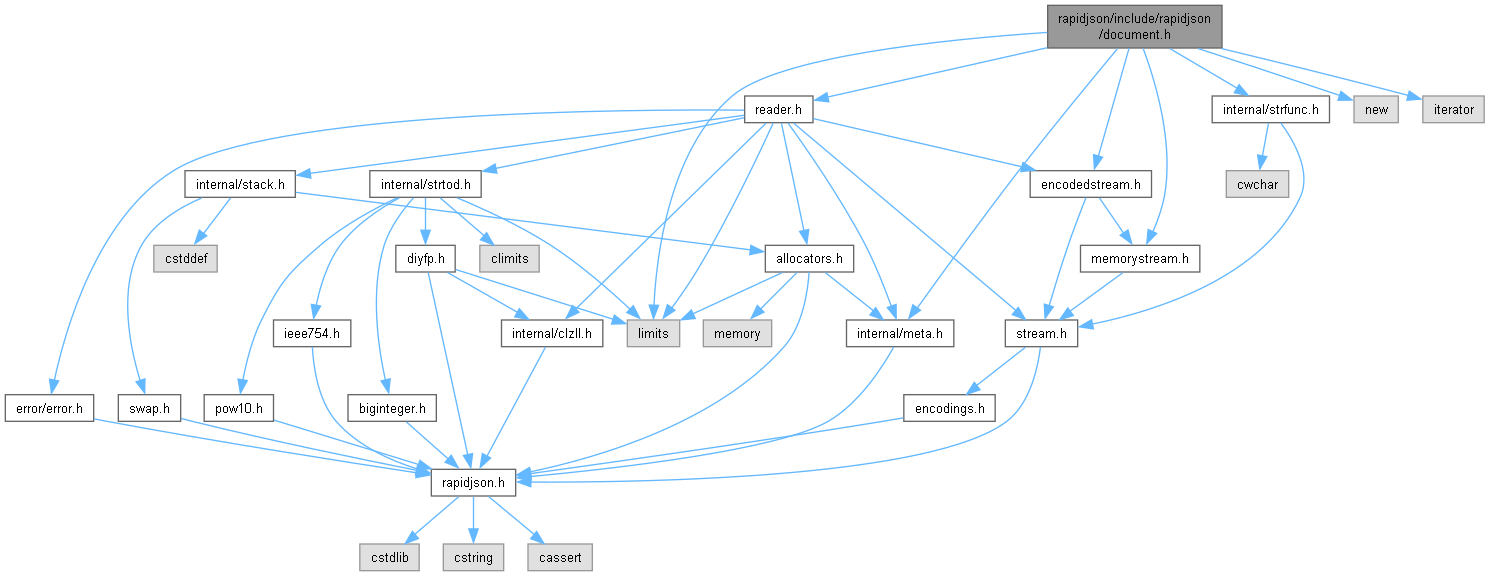 rapidjson/include/rapidjson
/document.h
reader.h
internal/strfunc.h
new
iterator
internal/stack.h
internal/strtod.h
encodedstream.h
cwchar
cstddef
diyfp.h
climits
allocators.h
memorystream.h
ieee754.h
internal/clzll.h
limits
memory
internal/meta.h
stream.h
error/error.h
swap.h
pow10.h
biginteger.h
encodings.h
rapidjson.h
cstdlib
cstring
cassert